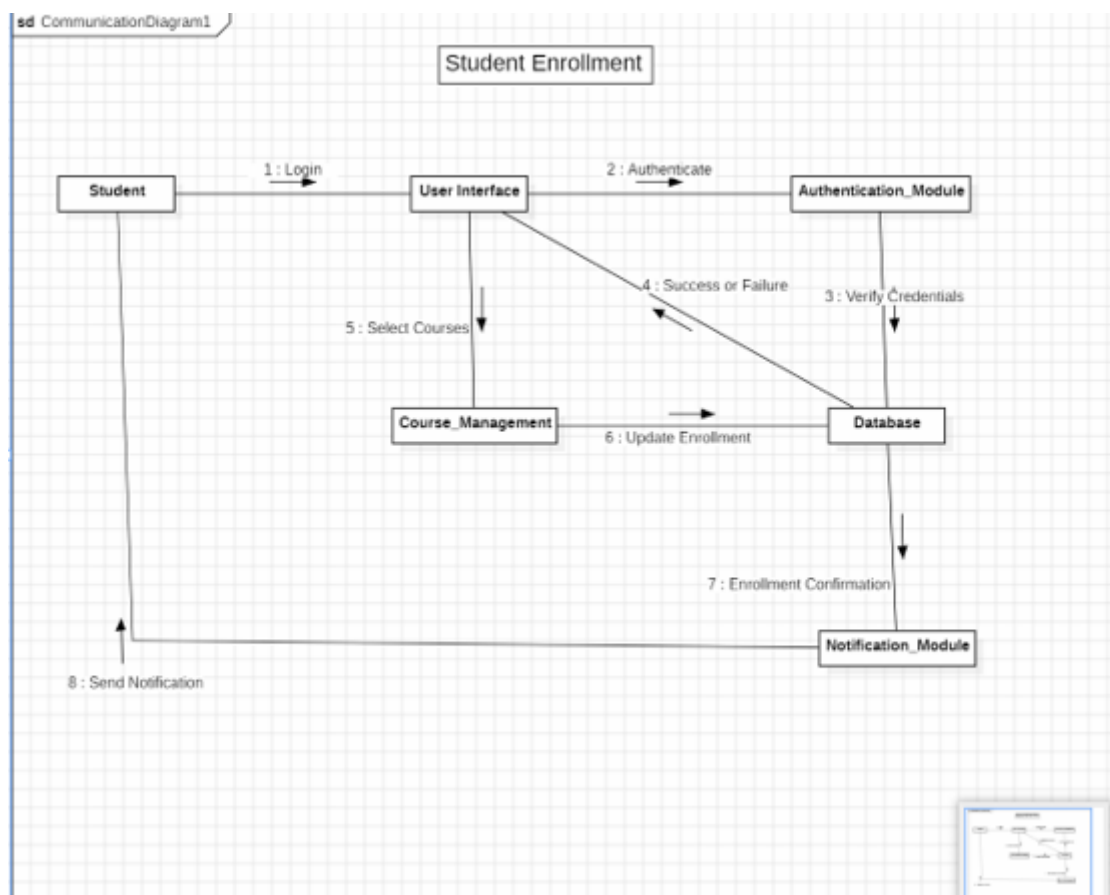 sd CommunicationDiagram1
Student Enrollment
1 : Login
2 : Authenticate
Student
User Interface
Authentication_Module
4 : Success or Failure
3 : Verify Credentials
5 : Select Courses
Course_Management
Database
6 : Update Enrollment
7 : Enrollment Confirmation
Notification_Module
8 : Send Notification